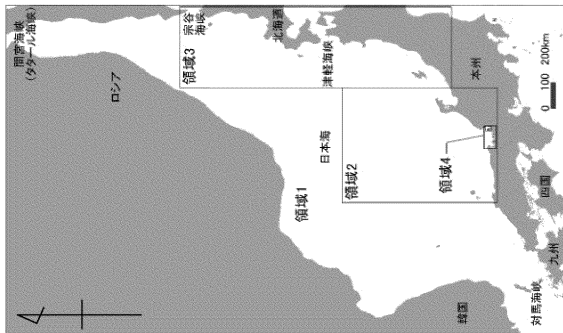 間宮海峡
(タタール海峡)
ロシア
宗谷
海峡
北海道
領域3
津軽海峡
日本海
領域1
領域2
領域4
本州
0 100 200km
四国
九州
韓国
対馬海峡